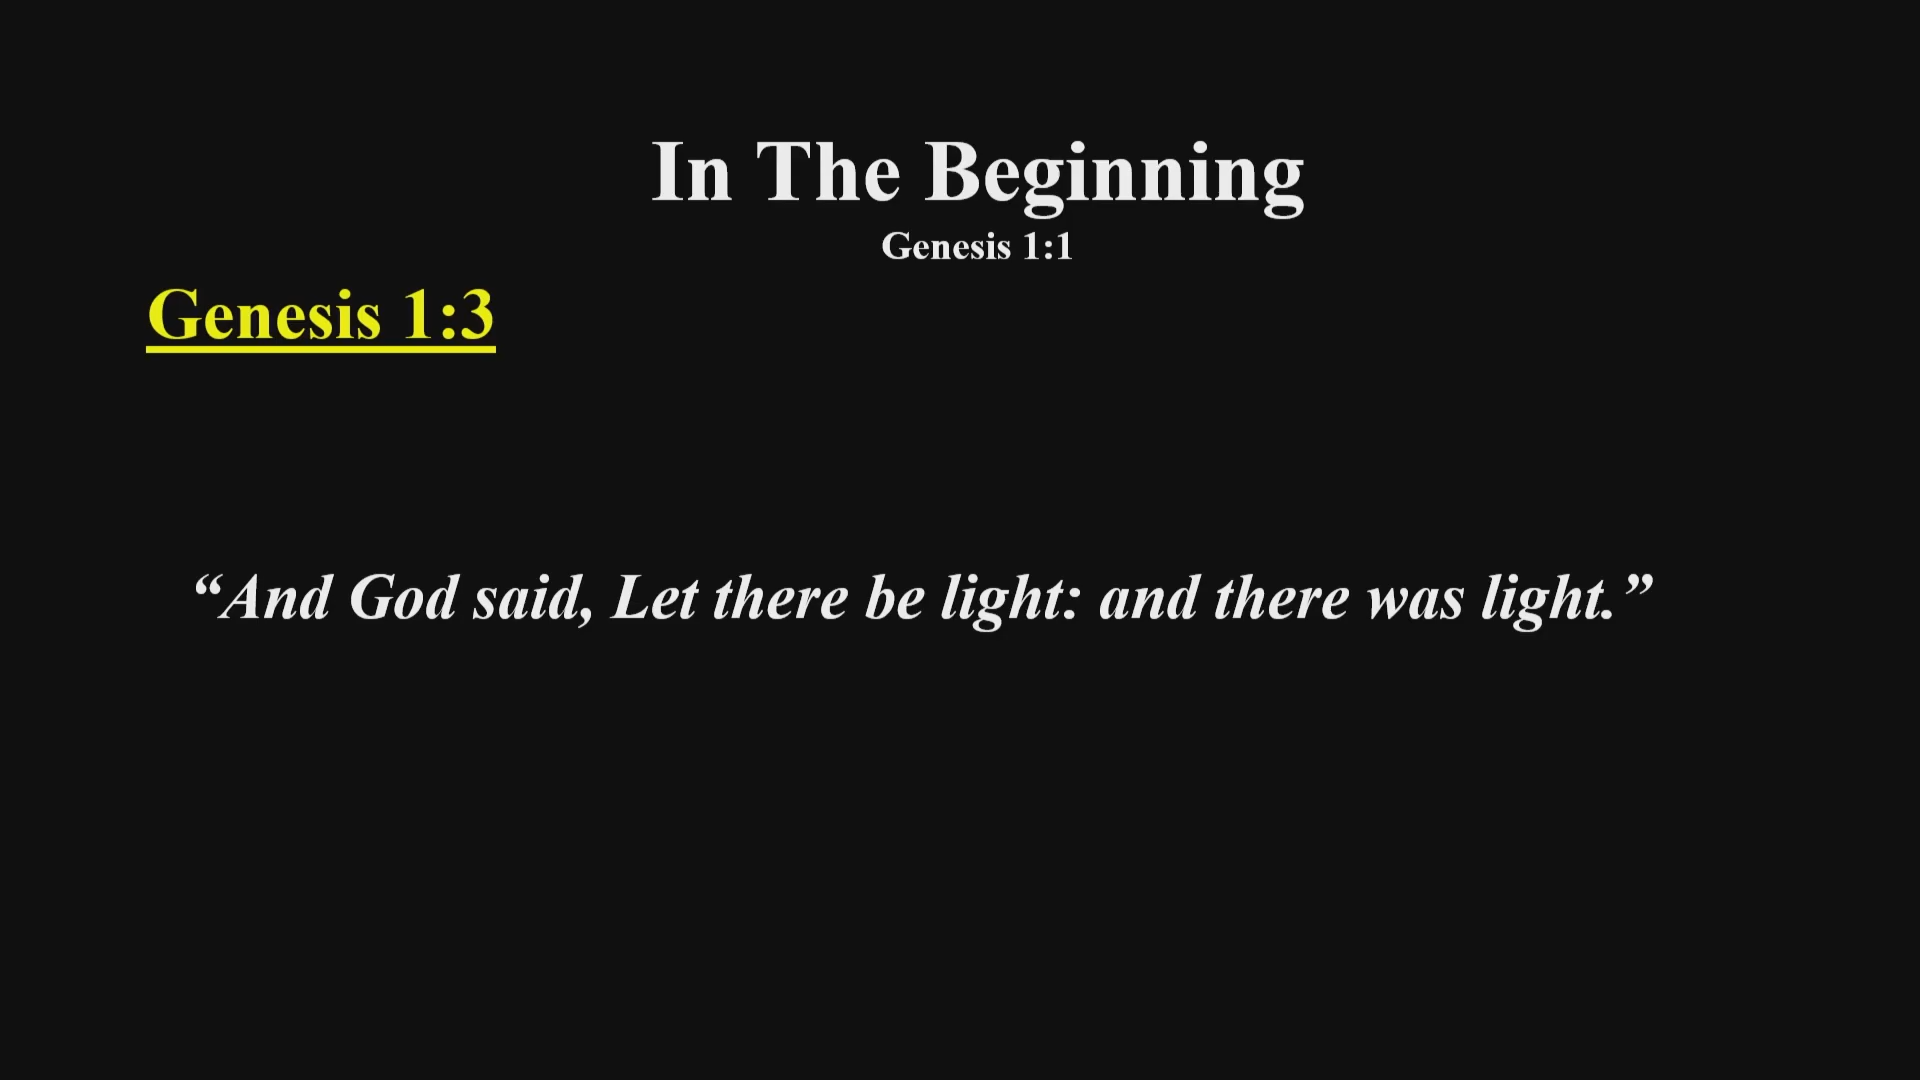 In The Beginning
Genesis 1:1
Genesis 1:3
“And God said, Let there be light: and there was light.”